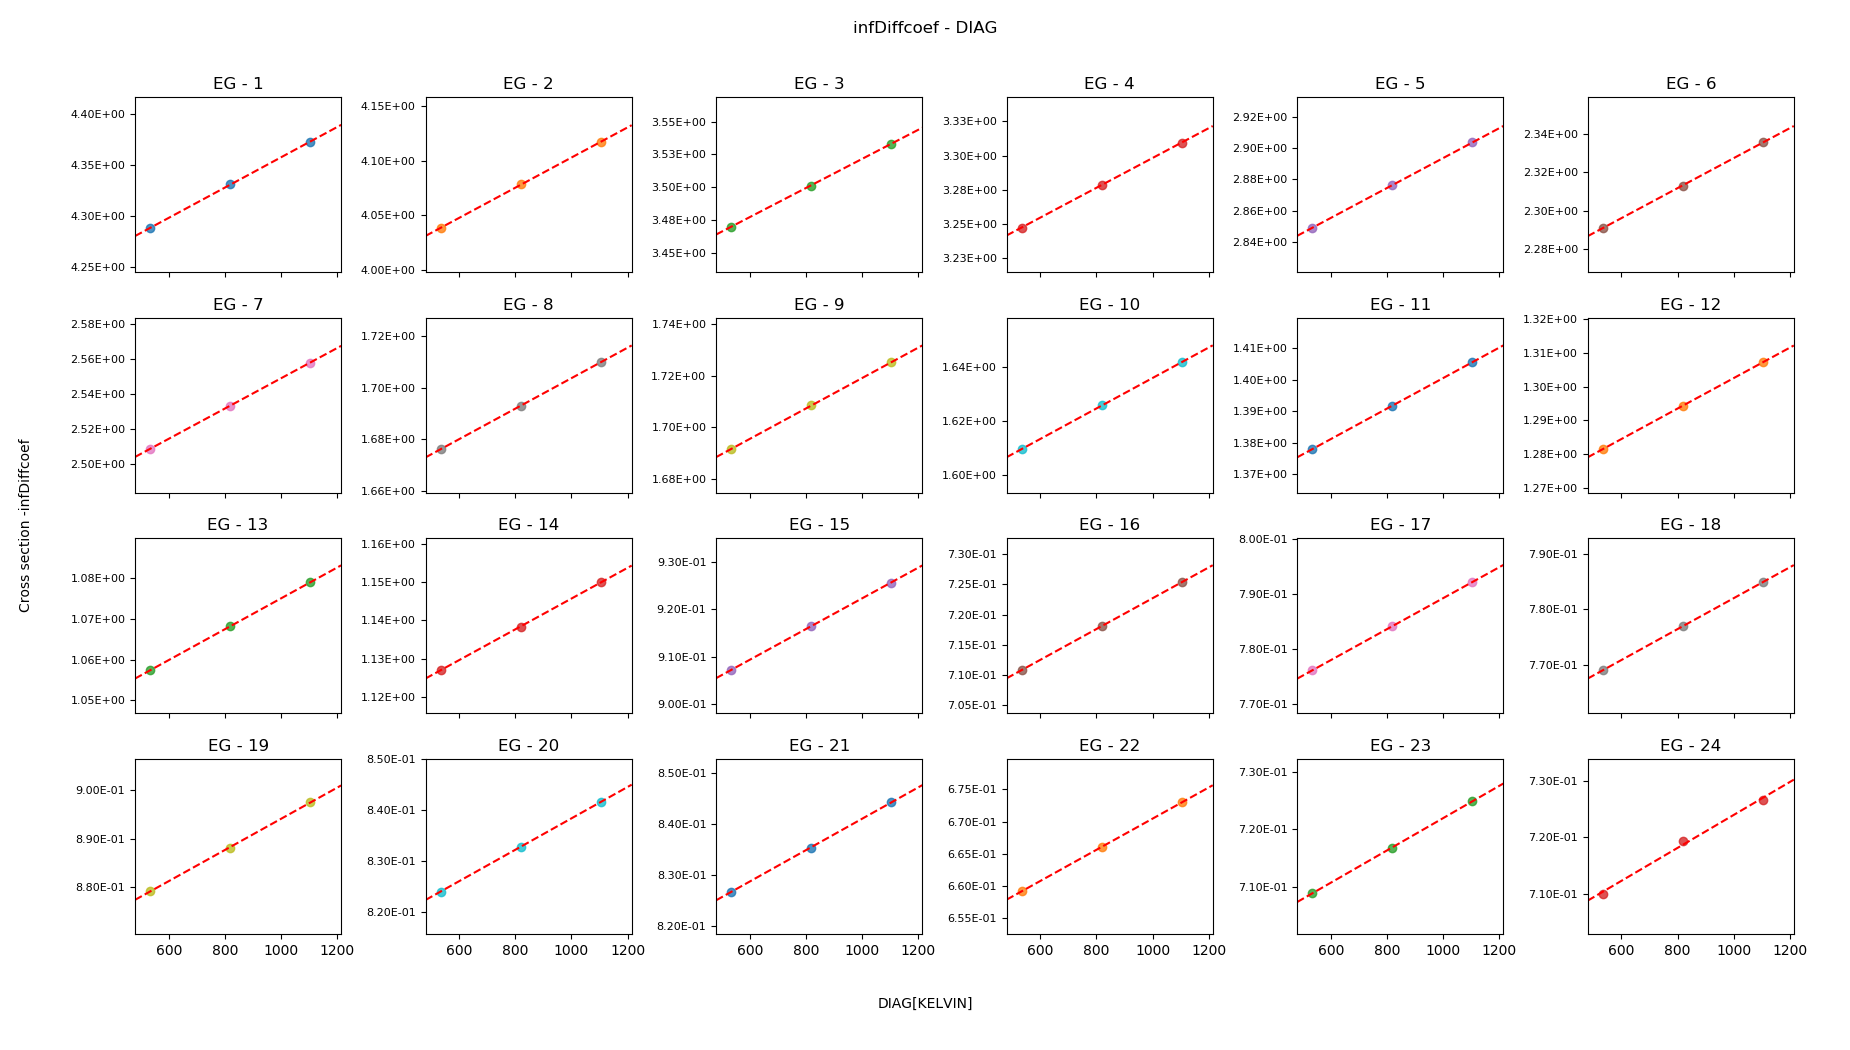 infDiffcoef - DIAG
EG - 1
EG - 2
EG - 3
EG - 4
EG - 5
EG - 6
4.40E+00
4.35E+00
4.30E+00
4.25E+00
4.15E+00
4.10E+00
4.05E+00
4.00E+00
3.55E+00
3.53E+00
3.50E+00
3.48E+00
3.45E+00
3.33E+00
3.30E+00
3.28E+00
3.25E+00
3.23E+00
2.92E+00
2.90E+00
2.88E+00
2.86E+00
2.84E+00
2.34E+00
2.32E+00
2.30E+00
2.28E+00
EG - 7
EG - 8
EG - 9
EG - 10
EG - 11
EG - 12
2.58E+00
2.56E+00
2.54E+00
2.52E+00
2.50E+00
1.72E+00
1.70E+00
1.68E+00
1.66E+00
1.74E+00
1.72E+00
1.70E+00
1.68E+00
1.64E+00
1.62E+00
1.60E+00
1.41E+00
1.40E+00
1.39E+00
1.38E+00
1.37E+00
1.32E+00
1.31E+00
1.30E+00
1.29E+00
1.28E+00
1.27E+00
EG - 13
EG - 14
EG - 15
EG - 16
EG - 17
EG - 18
1.08E+00
1.07E+00
1.06E+00
1.05E+00
1.16E+00
1.15E+00
1.14E+00
1.13E+00
1.12E+00
9.30E-01
9.20E-01
9.10E-01
9.00E-01
7.30E-01
7.25E-01
7.20E-01
7.15E-01
7.10E-01
7.05E-01
8.00E-01
7.90E-01
7.80E-01
7.70E-01
7.90E-01
7.80E-01
7.70E-01
EG - 19
EG - 20
EG - 21
EG - 22
EG - 23
EG - 24
9.00E-01
8.90E-01
8.80E-01
8.50E-01
8.40E-01
8.30E-01
8.20E-01
8.50E-01
8.40E-01
8.30E-01
8.20E-01
6.75E-01
6.70E-01
6.65E-01
6.60E-01
6.55E-01
7.30E-01
7.20E-01
7.10E-01
7.30E-01
7.20E-01
7.10E-01
600 800 1000 1200
600 800 1000 1200
600 800 1000 1200
600 800 1000 1200
600 800 1000 1200
600 800 1000 1200
Cross section -infDiffcoef
DIAG[KELVIN]